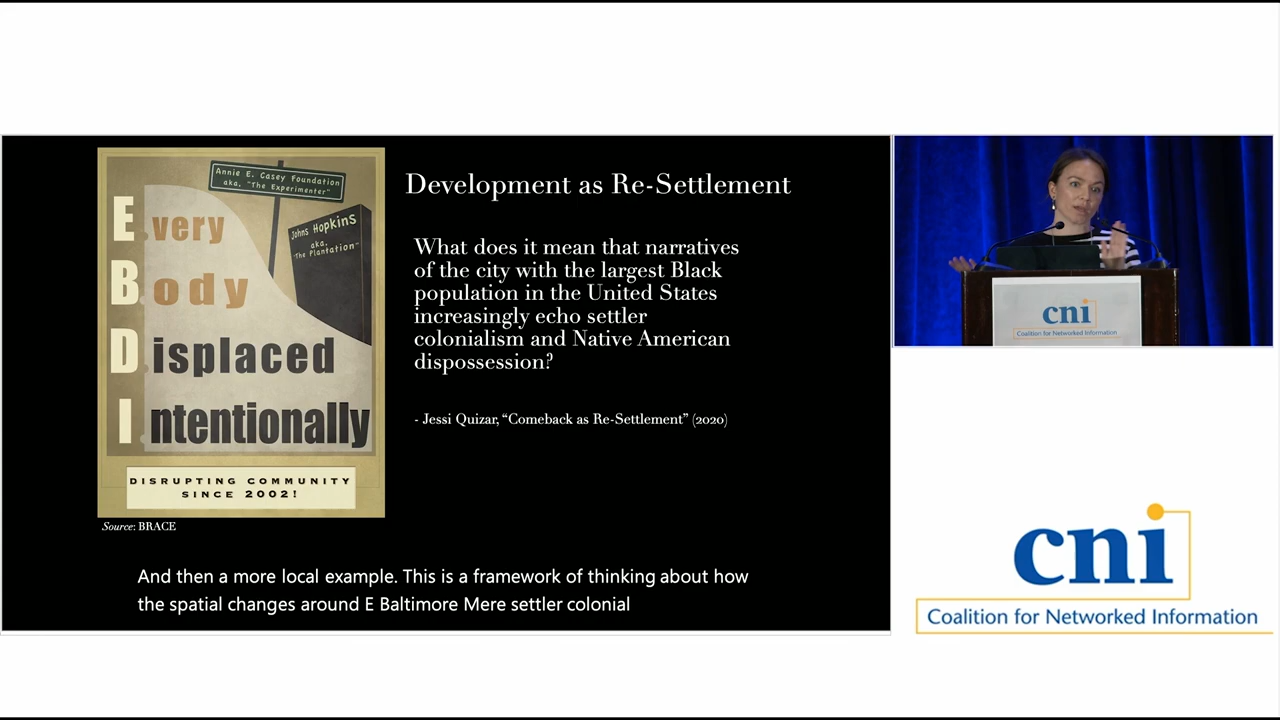 Annie E. Casey Foundation
aka. "The Experimenter"
Johns Hopkins
aka.
"The Plantation"
Every
Body
Displaced
Intentionally
DISRUPTING COMMUNITY
SINCE 2002!
Source: BRACE
Development as Re-Settlement
What does it mean that narratives
of the city with the largest Black
population in the United States
increasingly echo settler
colonialism and Native American
dispossession?
- Jessi Quizar, “Comeback as Re-Settlement” (2020)
And then a more local example. This is a framework of thinking about how
the spatial changes around E Baltimore Mere settler colonial
cni
Coalition for Networked Information
cni
Coalition for Networked Information